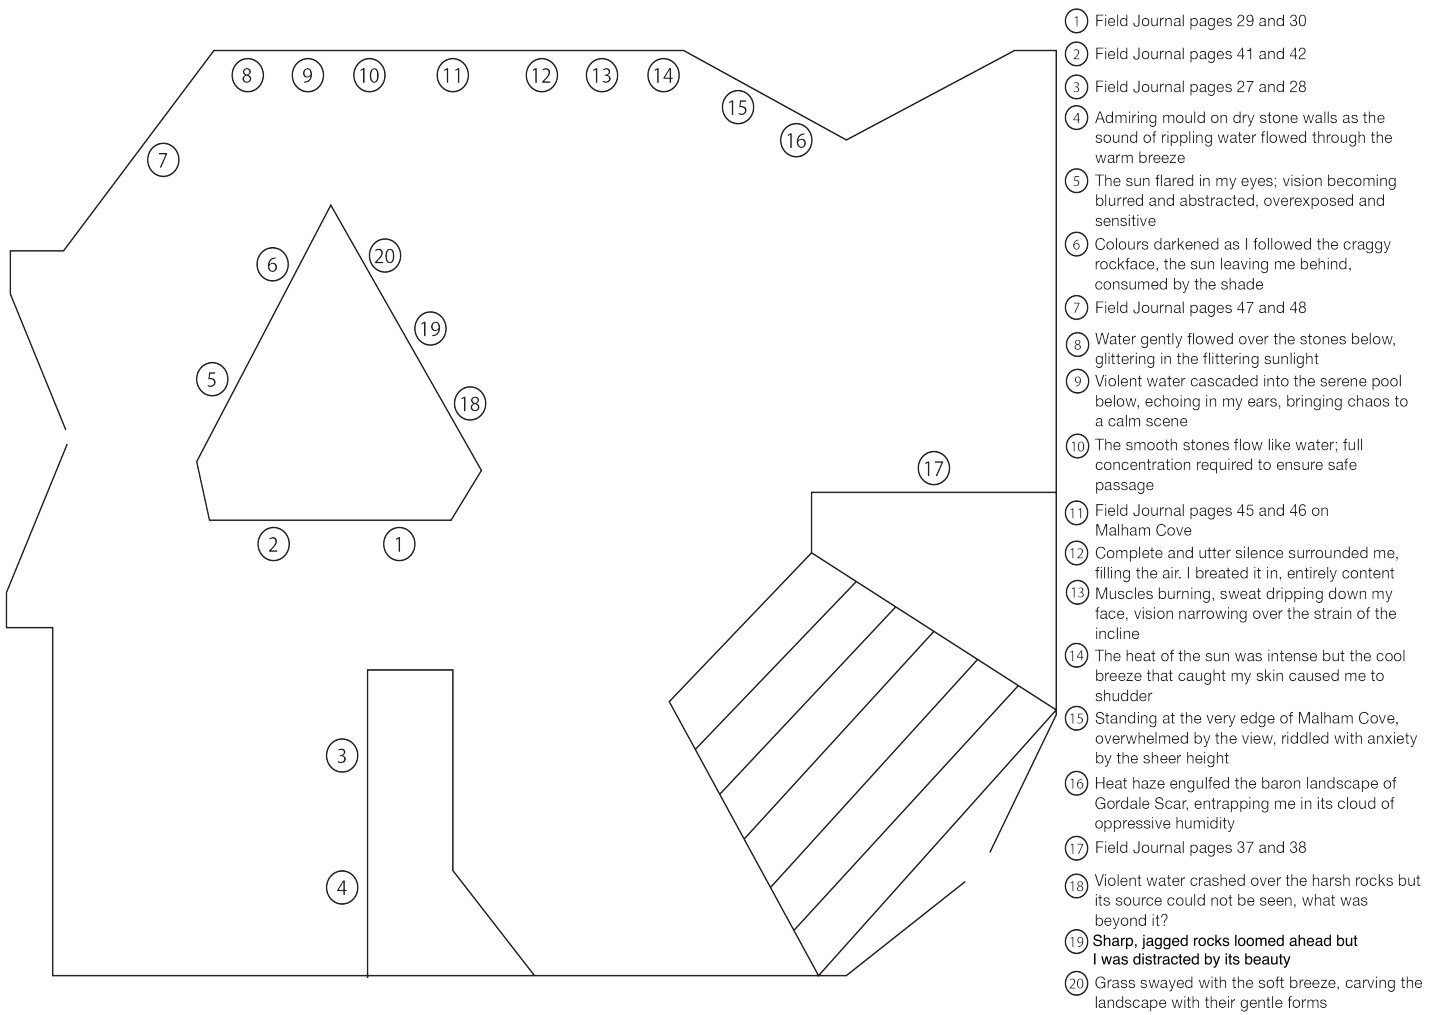 8 9 10 11 12 13 14
15
16
7
6
20
19
5
18
17
2 1
3
4
1 Field Journal pages 29 and 30
2 Field Journal pages 41 and 42
3 Field Journal pages 27 and 28
4 Admiring mould on dry stone walls as the
sound of rippling water flowed through the
warm breeze
5 The sun flared in my eyes; vision becoming
blurred and abstracted, overexposed and
sensitive
6 Colours darkened as I followed the craggy
rockface, the sun leaving me behind,
consumed by the shade
7 Field Journal pages 47 and 48
8 Water gently flowed over the stones below,
glittering in the flittering sunlight
9 Violent water cascaded into the serene pool
below, echoing in my ears, bringing chaos to
a calm scene
10 The smooth stones flow like water; full
concentration required to ensure safe
passage
11 Field Journal pages 45 and 46 on
Malham Cove
12 Complete and utter silence surrounded me,
filling the air. I breated it in, entirely content
13 Muscles burning, sweat dripping down my
face, vision narrowing over the strain of the
incline
14 The heat of the sun was intense but the cool
breeze that caught my skin caused me to
shudder
15 Standing at the very edge of Malham Cove,
overwhelmed by the view, riddled with anxiety
by the sheer height
16 Heat haze engulfed the baron landscape of
Gordale Scar, entrapping me in its cloud of
oppressive humidity
17 Field Journal pages 37 and 38
18 Violent water crashed over the harsh rocks but
its source could not be seen, what was
beyond it?
19 Sharp, jagged rocks loomed ahead but
I was distracted by its beauty
20 Grass swayed with the soft breeze, carving the
landscape with their gentle forms